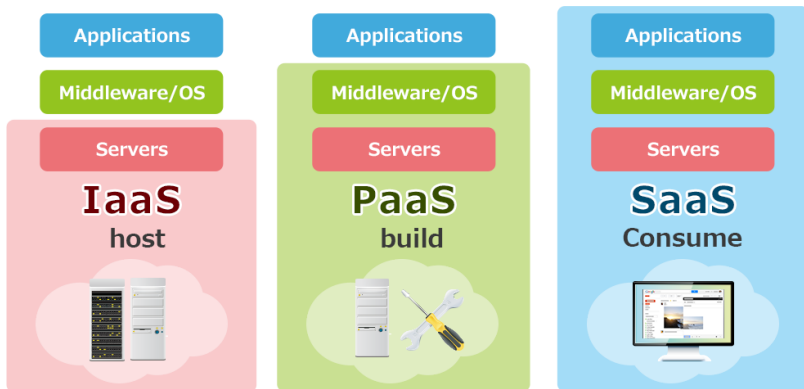 Applications
Middleware/OS
Servers
IaaS
host
Applications
Middleware/OS
Servers
PaaS
build
Applications
Middleware/OS
Servers
SaaS
Consume